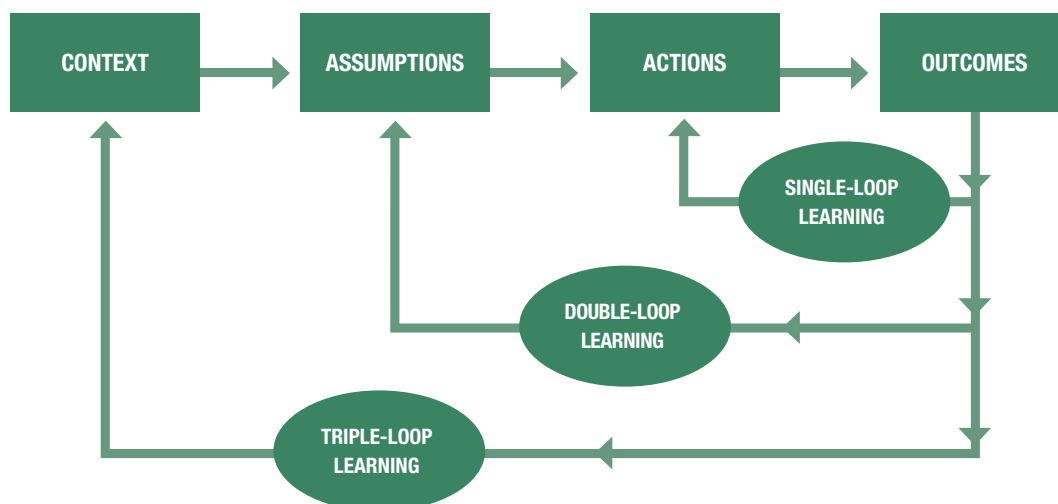 CONTEXT
ASSUMPTIONS
ACTIONS
OUTCOMES
SINGLE-LOOP
LEARNING
DOUBLE-LOOP
LEARNING
TRIPLE-LOOP
LEARNING